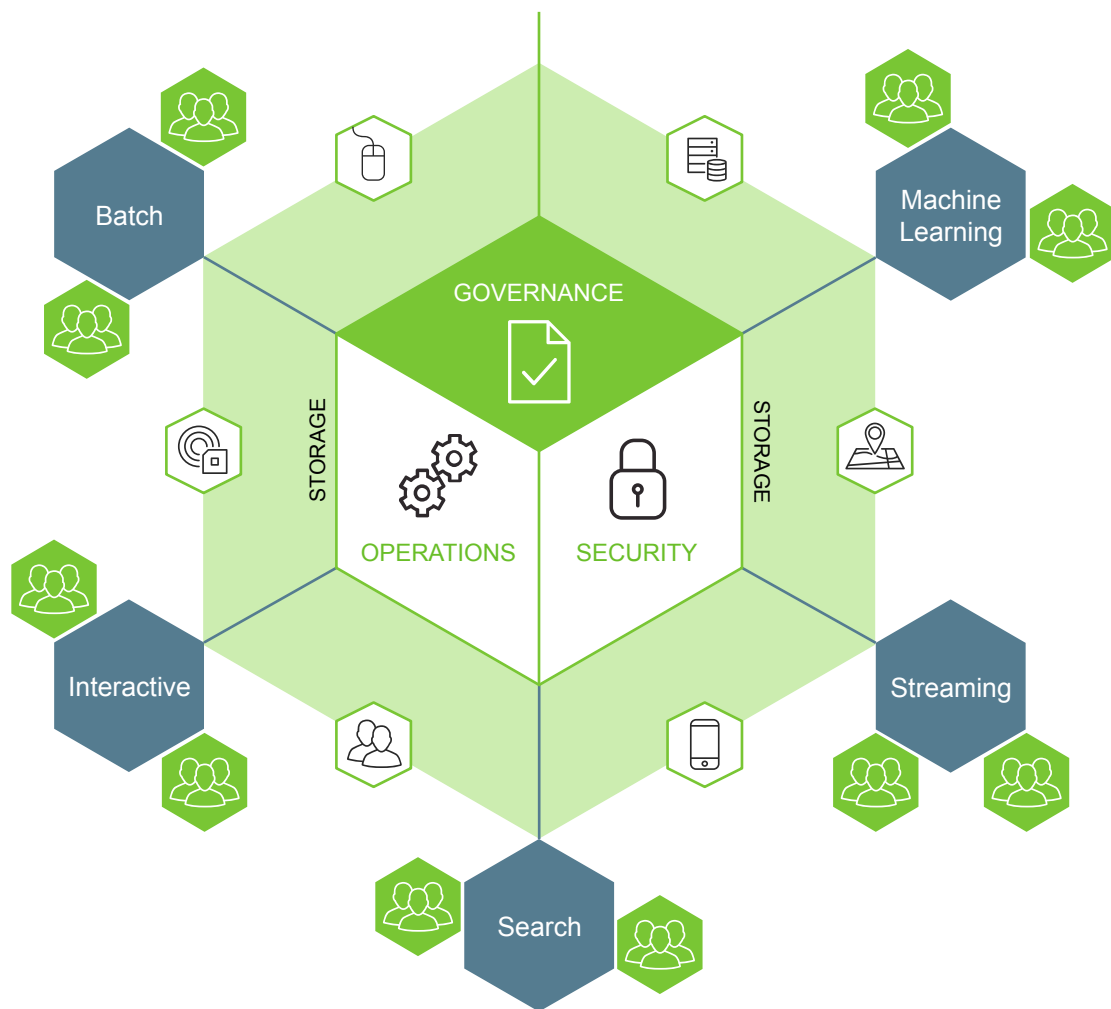 Batch
Machine
Learning
GOVERNANCE
STORAGE
STORAGE
OPERATIONS
SECURITY
Interactive
Streaming
Search